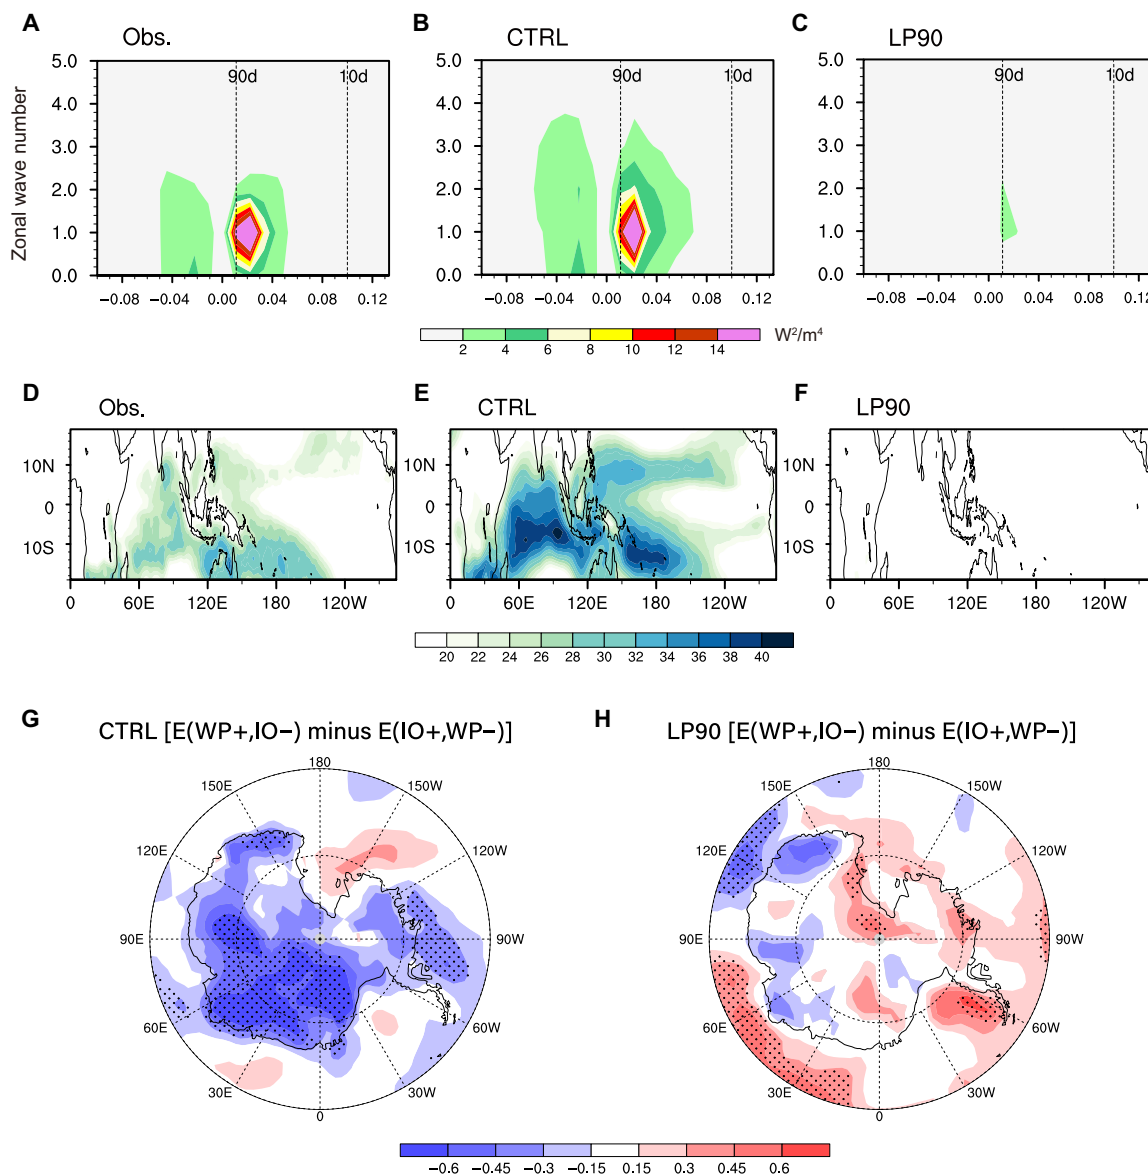 A B C
Obs. CTRL LP90
Zonal wave number
5.0 5.0 5.0
90d 10d 90d 10d 90d 10d
4.0 4.0 4.0
3.0 3.0 3.0
2.0 2.0 2.0
1.0 1.0 1.0
0.0 0.0 0.0
−0.08 −0.04 0.00 0.04 0.08 0.12 −0.08 −0.04 0.00 0.04 0.08 0.12 −0.08 −0.04 0.00 0.04 0.08
2 4 6 8 10 12 14 W²/m⁴
D E F
Obs. CTRL LP90
10N 10N 10N
0 0 0
10S 10S 10S
0 60E 120E 180 120W 0 60E 120E 180 120W 0 60E 120E 180 120W
20 22 24 26 28 30 32 34 36 38 40
G H
CTRL [E(WP+,IO−) minus E(IO+,WP−)] LP90 [E(WP+,IO−) minus E(IO+,WP−)]
180 180
150E 150W 150E 150W
120E 120W 120E 120W
90E 90W 90E 90W
60E 60W 60E 60W
30E 30W 30E 30W
0 0
−0.6 −0.45 −0.3 −0.15 0.15 0.3 0.45 0.6